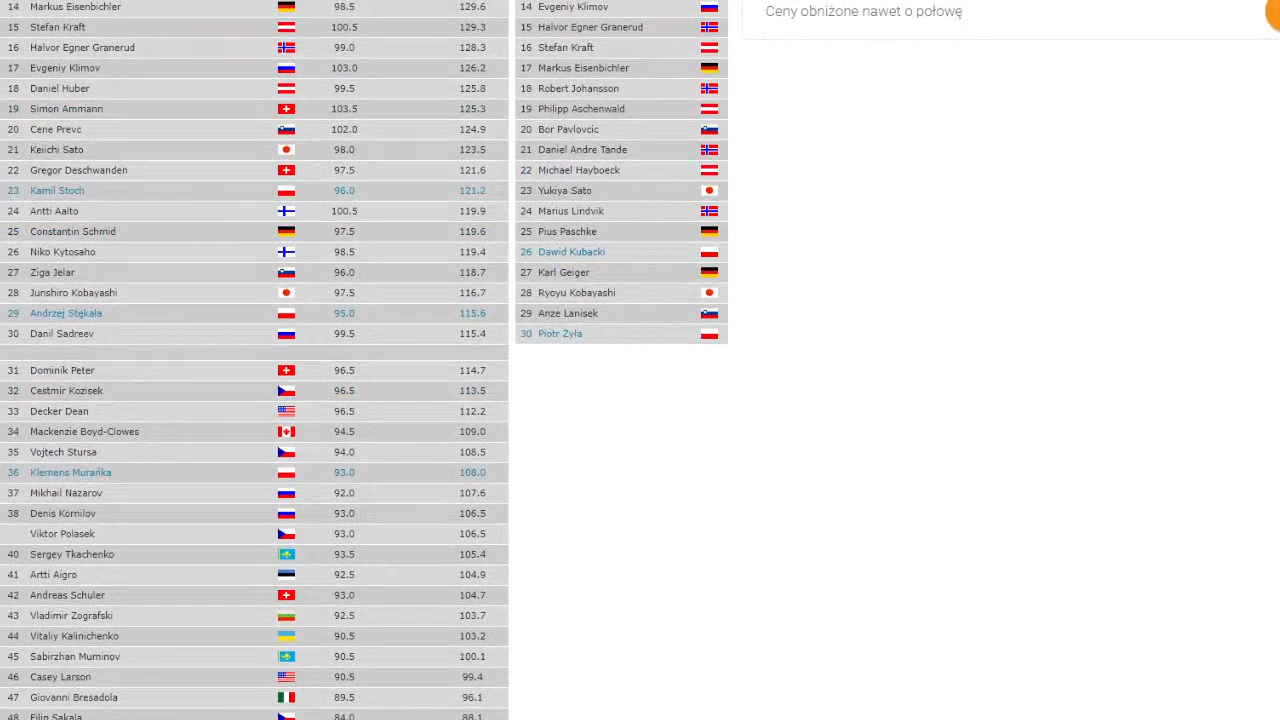 14 Markus Eisenbichler 98.5 129.6
15 Stefan Kraft 100.5 129.3
16 Halvor Egner Granerud 99.0 128.3
17 Evgeniy Klimov 103.0 126.2
18 Daniel Huber 99.5 125.8
19 Simon Ammann 103.5 125.3
20 Cene Prevc 102.0 124.9
21 Keiichi Sato 98.0 123.5
22 Gregor Deschwanden 97.5 121.6
23 Kamil Stoch 96.0 121.2
24 Antti Aalto 100.5 119.9
25 Constantin Schmid 97.5 119.6
26 Niko Kytosaho 98.5 119.4
27 Ziga Jelar 96.0 118.7
28 Junshiro Kobayashi 97.5 116.7
29 Andrzej Stękała 95.0 115.6
30 Danil Sadreev 99.5 115.4
31 Dominik Peter 96.5 114.7
32 Cestmir Kozisek 96.5 113.5
33 Decker Dean 96.5 112.2
34 Mackenzie Boyd-Clowes 94.5 109.0
35 Vojtech Stursa 94.0 108.5
36 Klemens Murańka 93.0 108.0
37 Mikhail Nazarov 92.0 107.6
38 Denis Kornilov 93.0 106.5
Viktor Polasek 93.0 106.5
40 Sergey Tkachenko 93.5 105.4
41 Artti Aigro 92.5 104.9
42 Andreas Schuler 93.0 104.7
43 Vladimir Zografski 92.5 103.7
44 Vitaliy Kalinichenko 90.5 103.2
45 Sabirzhan Muminov 90.5 100.1
46 Casey Larson 90.5 99.4
47 Giovanni Bresadola 89.5 96.1
48 Filip Sakala 84.0 88.1
14 Evgeniy Klimov
15 Halvor Egner Granerud
16 Stefan Kraft
17 Markus Eisenbichler
18 Robert Johansson
19 Philipp Aschenwald
20 Bor Pavlovcic
21 Daniel Andre Tande
22 Michael Hayboeck
23 Yukiya Sato
24 Marius Lindvik
25 Pius Paschke
26 Dawid Kubacki
27 Karl Geiger
28 Ryoyu Kobayashi
29 Anze Lanisek
30 Piotr Żyła
Ceny obniżone nawet o połowę